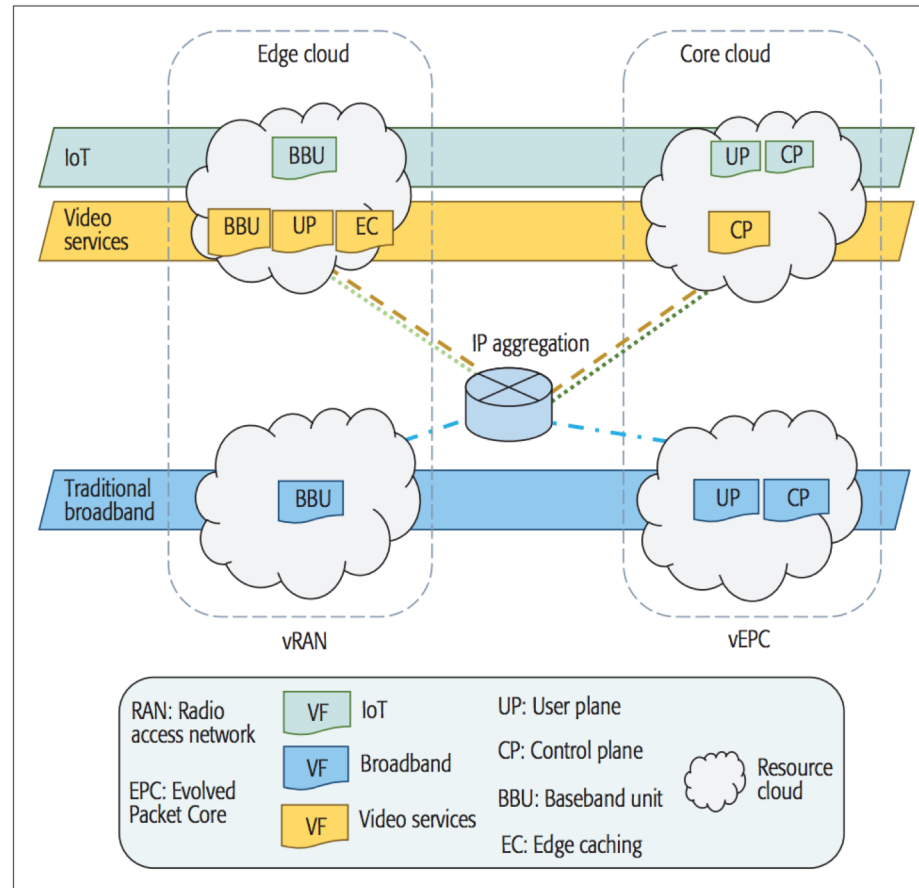 Edge cloud
Core cloud
IoT
BBU
UP
CP
Video
services
BBU
UP
EC
CP
IP aggregation
Traditional
broadband
BBU
UP
CP
vRAN
vEPC
RAN: Radio
access network
EPC: Evolved
Packet Core
VF
IoT
VF
Broadband
VF
Video services
UP: User plane
CP: Control plane
BBU: Baseband unit
EC: Edge caching
Resource
cloud